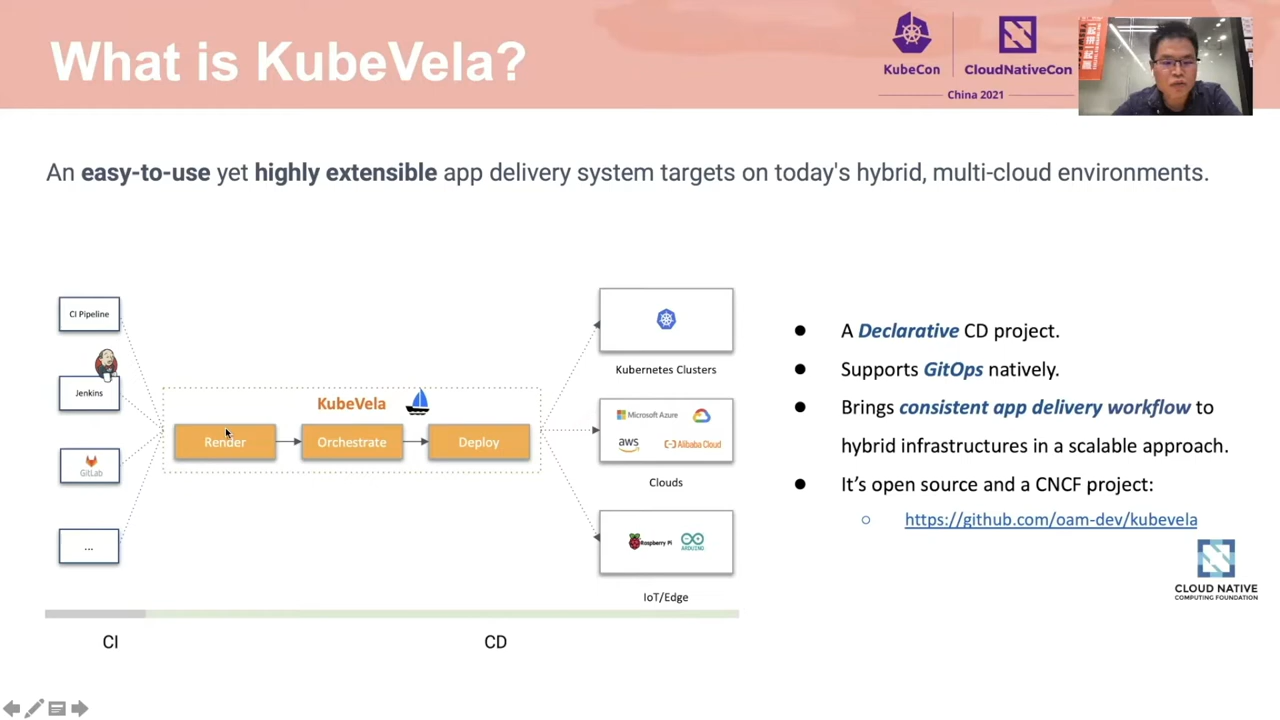 What is KubeVela?
KubeCon
CloudNativeCon
China 2021
An easy-to-use yet highly extensible app delivery system targets on today's hybrid, multi-cloud environments.
CI Pipeline
Jenkins
GitLab
...
KubeVela
Render
Orchestrate
Deploy
Kubernetes Clusters
Microsoft Azure
aws
Alibaba Cloud
Clouds
Raspberry Pi
ARDUINO
IoT/Edge
CI
CD
● A Declarative CD project.
● Supports GitOps natively.
● Brings consistent app delivery workflow to
hybrid infrastructures in a scalable approach.
● It’s open source and a CNCF project:
○ https://github.com/oam-dev/kubevela
CLOUD NATIVE
COMPUTING FOUNDATION